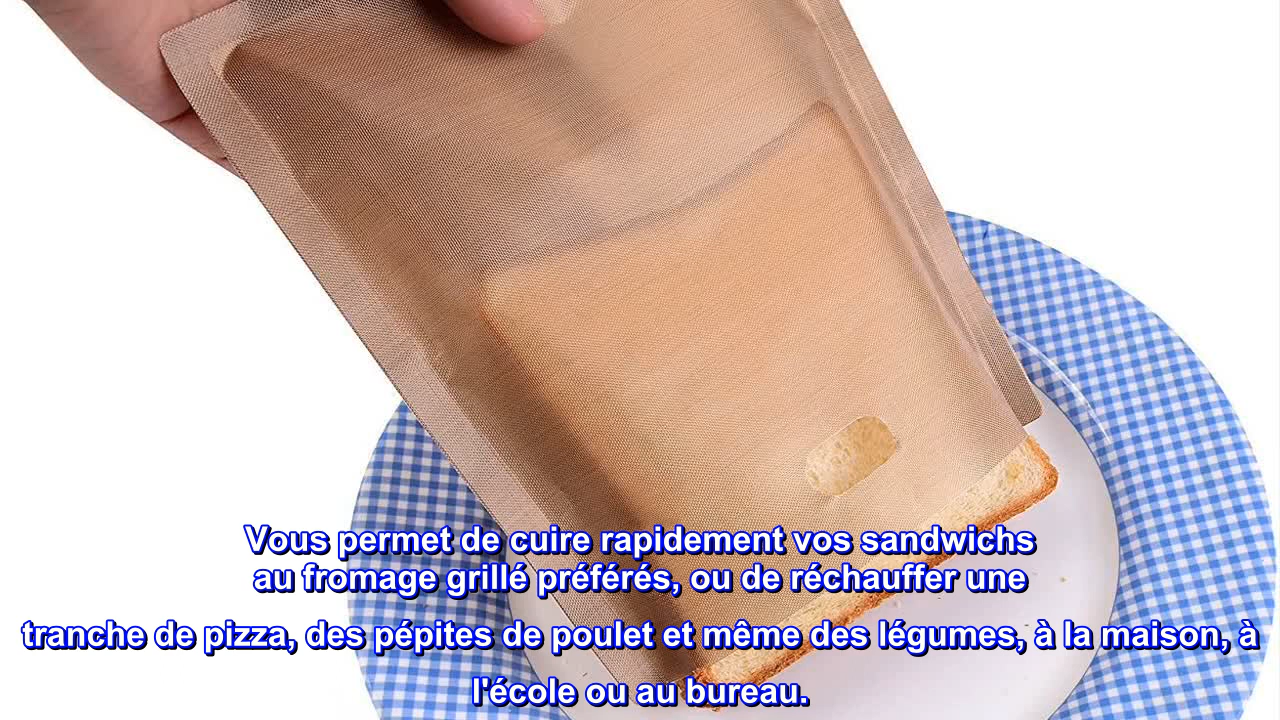 Vous permet de cuire rapidement vos sandwichs
au fromage grillé préférés, ou de réchauffer une
tranche de pizza, des pépites de poulet et même des légumes, à la maison, à
l'école ou au bureau.